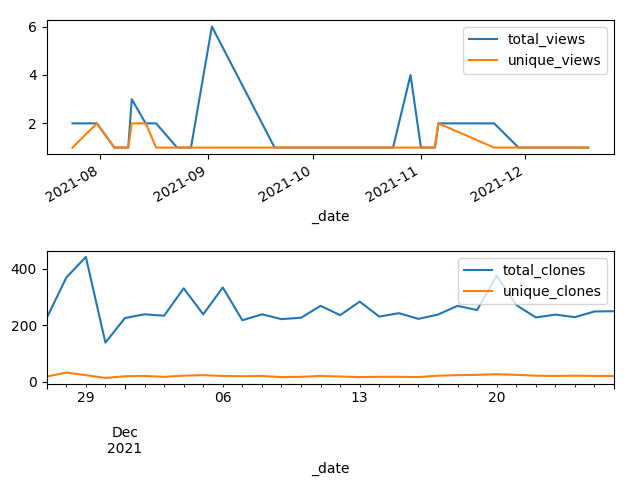 6
4
2
total_views
unique_views
2021-08
2021-09
2021-10
2021-11
2021-12
_date
400
200
0
total_clones
unique_clones
29
06
13
20
Dec
2021
_date